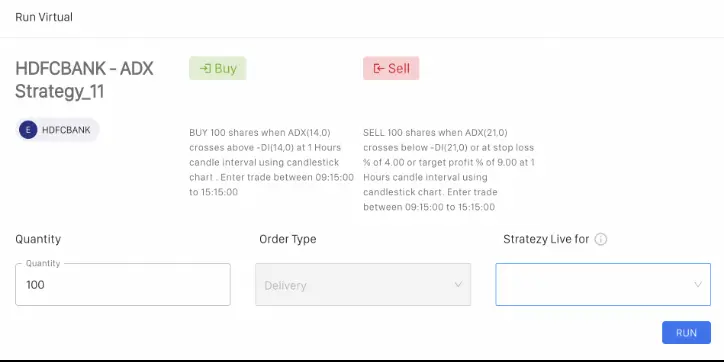 Run Virtual
HDFCBANK - ADX
Strategy_11
E HDFCBANK
Buy
BUY 100 shares when ADX(14,0)
crosses above -DI(14,0) at 1 Hours
candle interval using candlestick
chart . Enter trade between 09:15:00
to 15:15:00
Sell
SELL 100 shares when ADX(21,0)
crosses below -DI(21,0) or at stop loss
% of 4.00 or target profit % of 9.00 at 1
Hours candle interval using
candlestick chart. Enter trade
between 09:15:00 to 15:15:00
Quantity
Quantity
100
Order Type
Delivery
Stratezy Live for
RUN